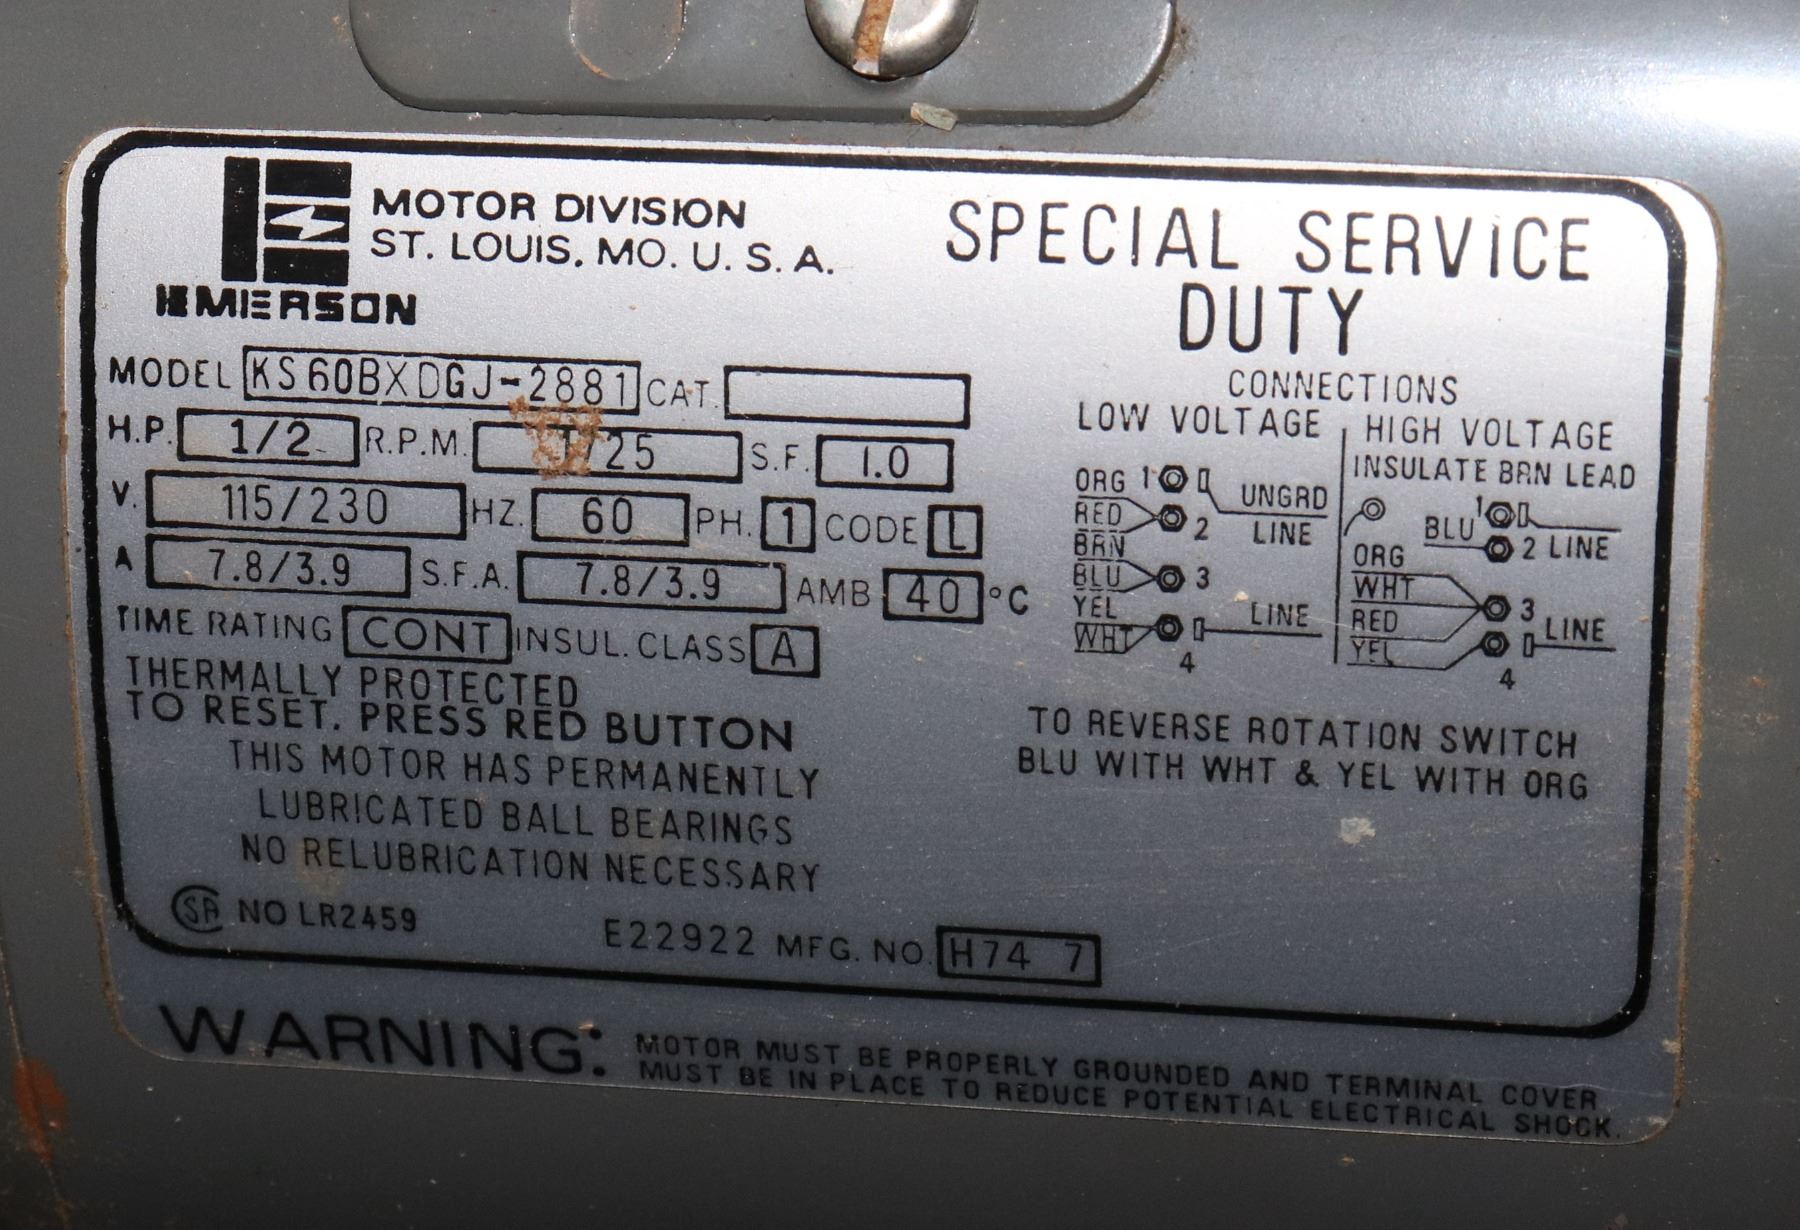 MOTOR DIVISION
ST. LOUIS, MO. U. S. A.
EMERSON
SPECIAL SERVICE
DUTY
MODEL KS60BXDGJ-2881 CAT.
H.P. 1/2 R.P.M. 1725 S.F. 1.0
V. 115/230 HZ. 60 PH. 1 CODE L
A 7.8/3.9 S.F.A. 7.8/3.9 AMB 40 °C
TIME RATING CONT INSUL. CLASS A
THERMALLY PROTECTED
TO RESET. PRESS RED BUTTON
THIS MOTOR HAS PERMANENTLY
LUBRICATED BALL BEARINGS
NO RELUBRICATION NECESSARY
CONNECTIONS
LOW VOLTAGE
ORG 1 UNGRD
RED 2 LINE
BRN
BLU 3
YEL LINE
WHT 4
HIGH VOLTAGE
INSULATE BRN LEAD
BLU 1
2 LINE
ORG
WHT 3
RED LINE
YEL 4
TO REVERSE ROTATION SWITCH
BLU WITH WHT & YEL WITH ORG
SA NO LR2459 E22922 MFG. NO. H74 7
WARNING: MOTOR MUST BE PROPERLY GROUNDED AND TERMINAL COVER
MUST BE IN PLACE TO REDUCE POTENTIAL ELECTRICAL SHOCK.